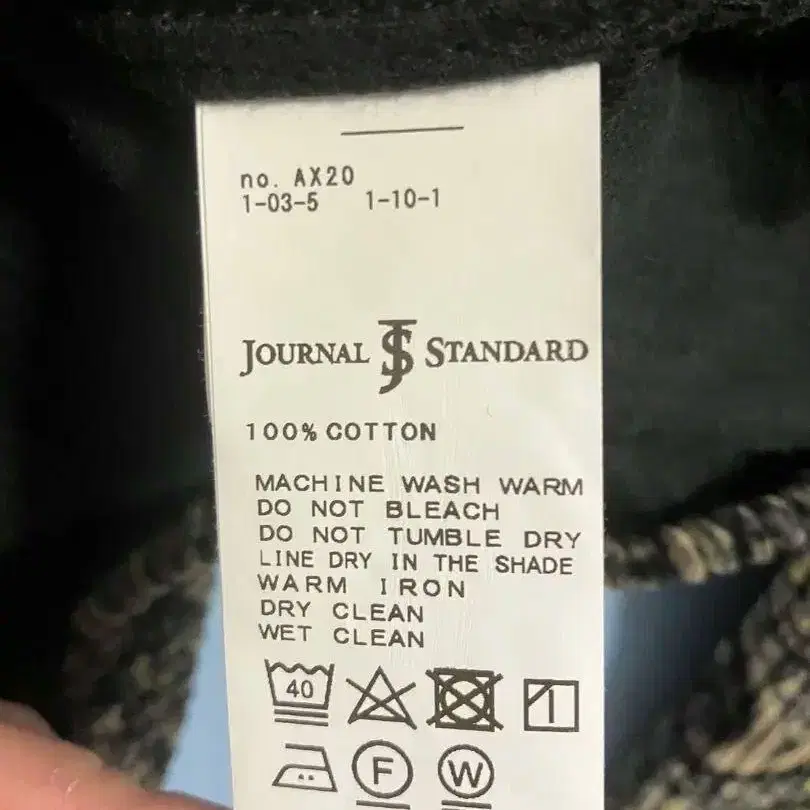 no. AX20
1-03-5 1-10-1
JOURNAL JS STANDARD
100% COTTON
MACHINE WASH WARM
DO NOT BLEACH
DO NOT TUMBLE DRY
LINE DRY IN THE SHADE
WARM IRON
DRY CLEAN
WET CLEAN
40
F W